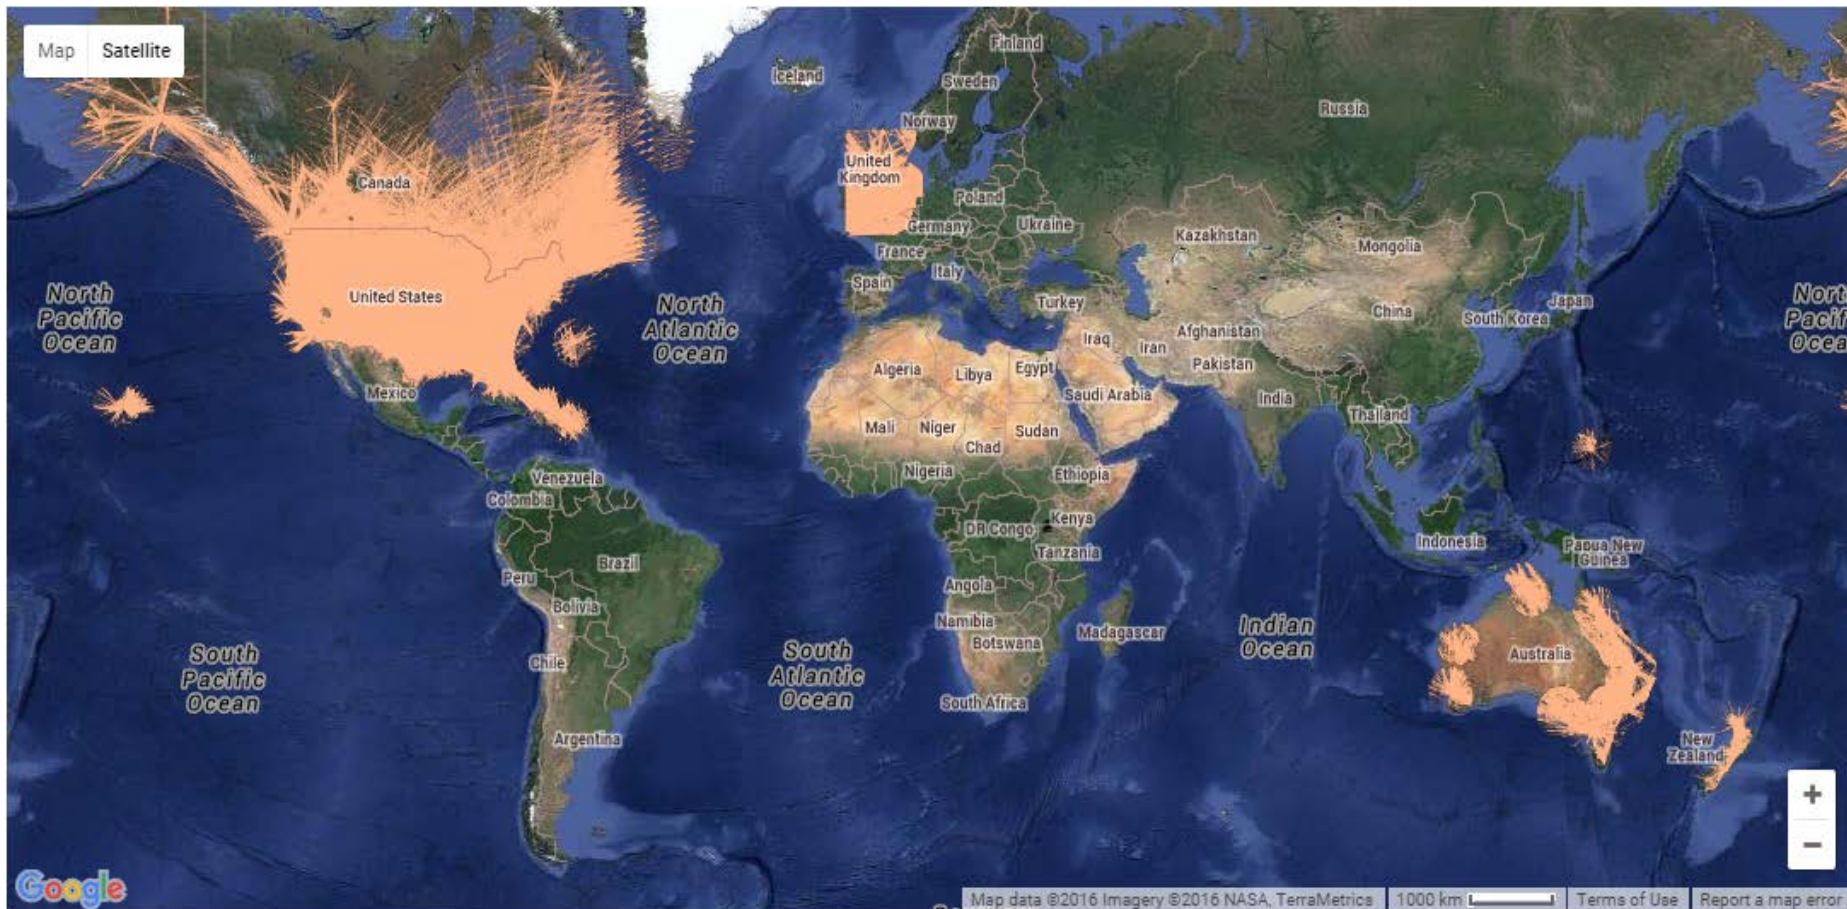 Map Satellite
Finland
Iceland
Sweden
Russia
Norway
United
Kingdom
Canada
Poland
Germany
Ukraine
Kazakhstan
Mongolia
France
Italy
Spain
United States
North
Pacific
Ocean
North
Atlantic
Ocean
Turkey
China
Japan
South Korea
Nort
Pacif
Ocea
Iraq
Iran
Afghanistan
Pakistan
Algeria
Libya
Egypt
Saudi Arabia
India
Mexico
Thailand
Mali
Niger
Sudan
Chad
Nigeria
Ethiopia
Venezuela
Colombia
DR Congo
Kenya
Tanzania
Indonesia
Papua New
Guinea
Brazil
Peru
Angola
Bolivia
Namibia
Botswana
Madagascar
Indian
Ocean
Australia
South
Pacific
Ocean
Chile
South
Atlantic
Ocean
South Africa
Argentina
New
Zealand
+
−
Google
Map data ©2016 Imagery ©2016 NASA, TerraMetrics 1000 km Terms of Use Report a map error